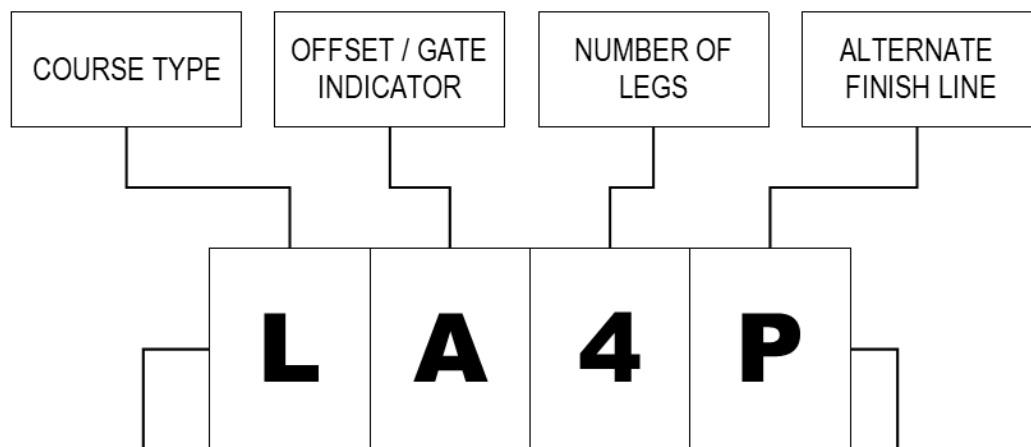 COURSE TYPE
OFFSET / GATE
INDICATOR
NUMBER OF
LEGS
ALTERNATE
FINISH LINE
L A 4 P